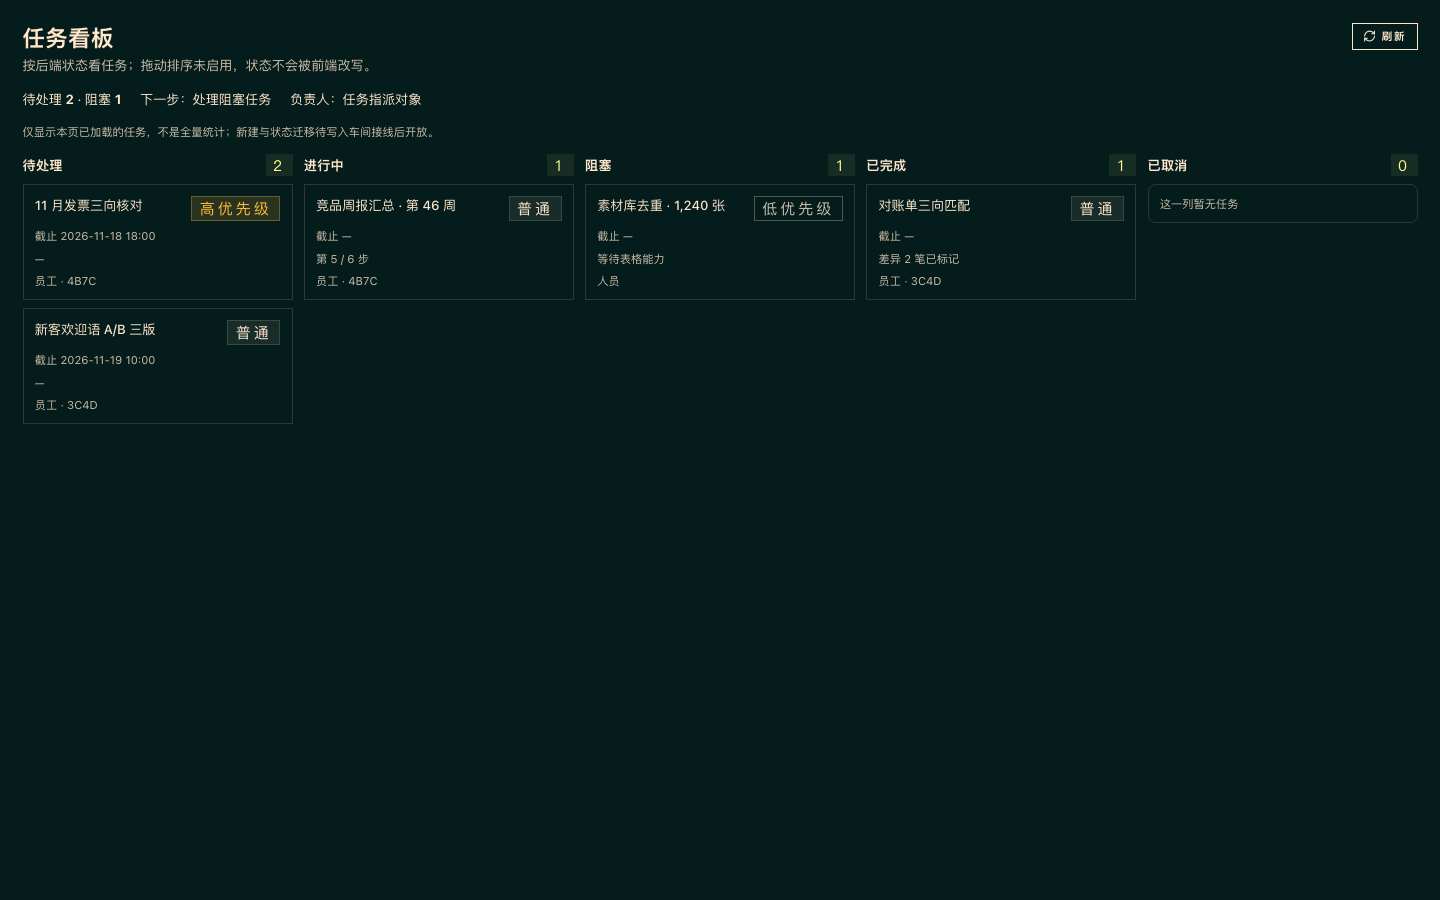 任务看板
刷新
按后端状态看任务；拖动排序未启用，状态不会被前端改写。
待处理 2 · 阻塞 1 下一步：处理阻塞任务 负责人：任务指派对象
仅显示本页已加载的任务，不是全量统计；新建与状态迁移待写入车间接线后开放。
待处理 2
11 月发票三向核对 高优先级
截止 2026-11-18 18:00
—
员工 · 4B7C
新客欢迎语 A/B 三版 普通
截止 2026-11-19 10:00
—
员工 · 3C4D
进行中 1
竞品周报汇总 · 第 46 周 普通
截止 —
第 5 / 6 步
员工 · 4B7C
阻塞 1
素材库去重 · 1,240 张 低优先级
截止 —
等待表格能力
人员
已完成 1
对账单三向匹配 普通
截止 —
差异 2 笔已标记
员工 · 3C4D
已取消 0
这一列暂无任务